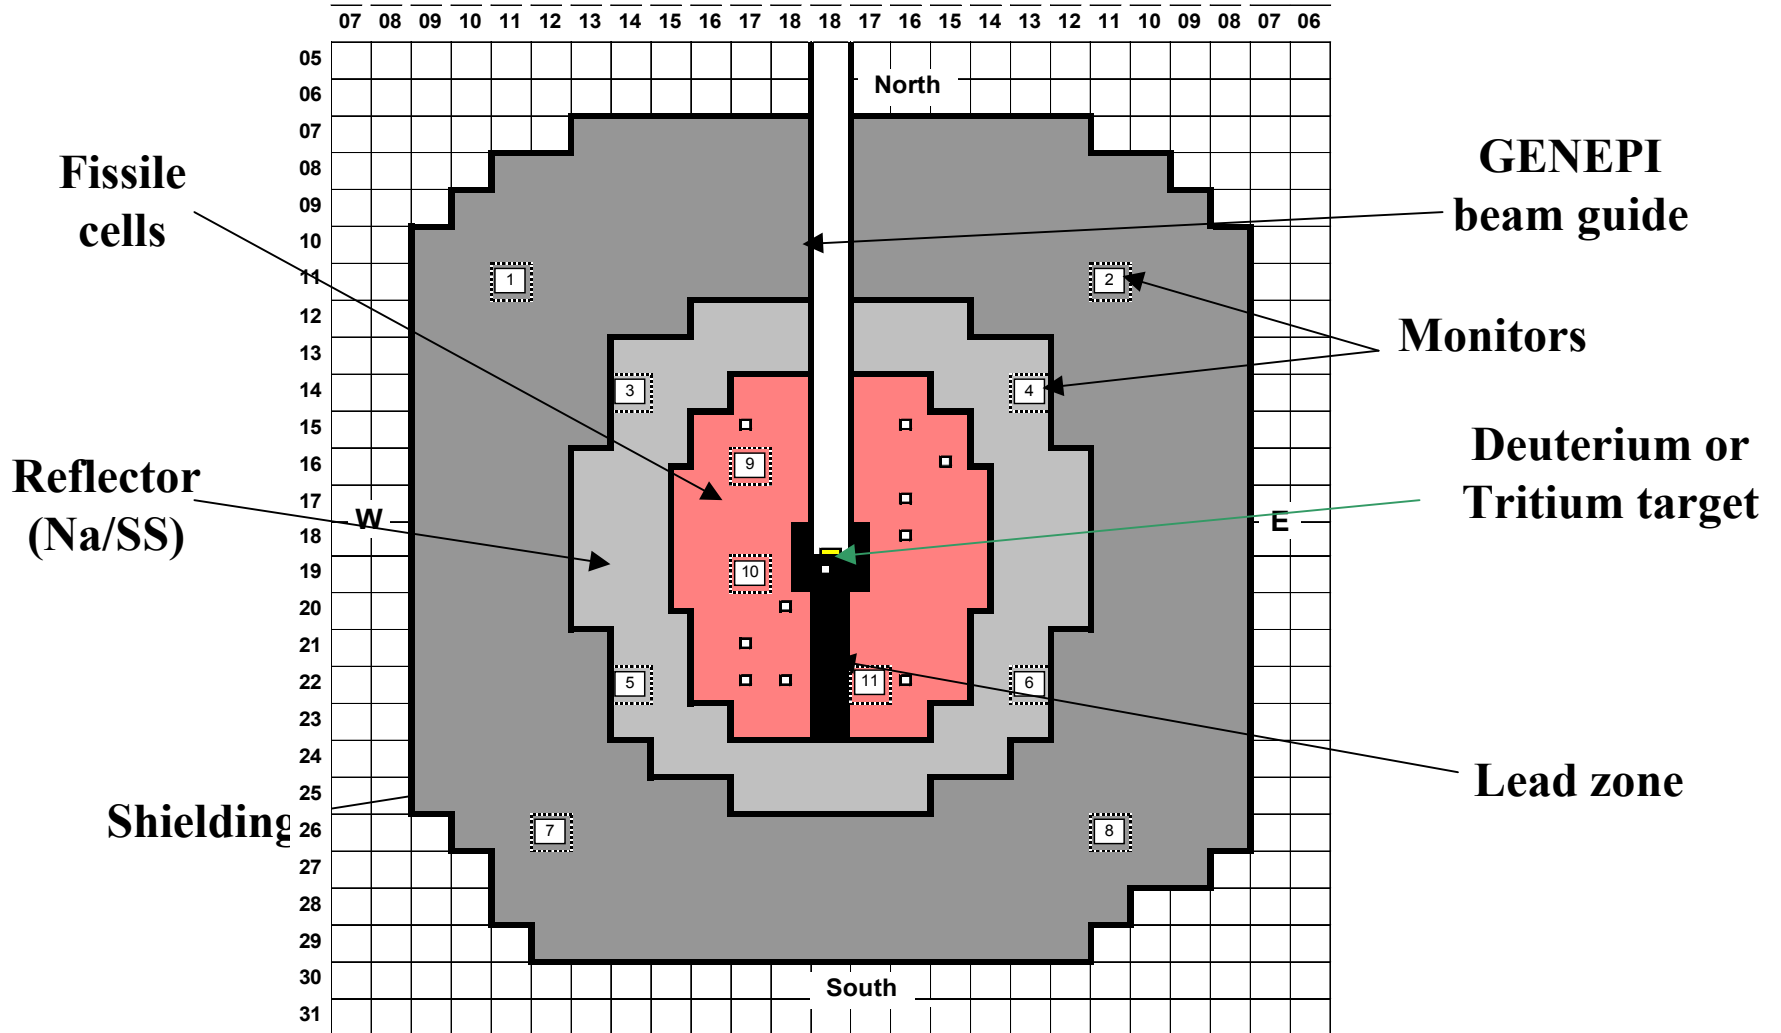 07 08 09 10 11 12 13 14 15 16 17 18 18 17 16 15 14 13 12 11 10 09 08 07 06
05
North
06
07
GENEPI
beam guide
Fissile
cells
08
09
10
11
1
2
12
Monitors
13
14
3
4
15
Deuterium or
Tritium target
Reflector
(Na/SS)
16
9
17
W
E
18
19
10
20
21
22
5
11
6
23
24
Lead zone
25
Shielding
26
7
8
27
28
29
30
South
31